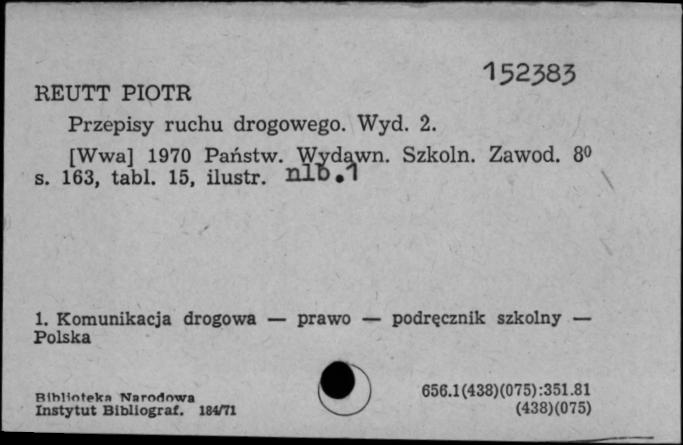 152383
REUTT PIOTR
Przepisy ruchu drogowego. Wyd. 2.
[Wwa] 1970 Państw. Wydawn. Szkoln. Zawod. 8⁰
s. 163, tabl. 15, ilustr. nlb.1
1. Komunikacja drogowa — prawo — podręcznik szkolny —
Polska
Biblioteka Narodowa
Instytut Bibliograf. 184/71
656.1(438)(075):351.81
(438)(075)